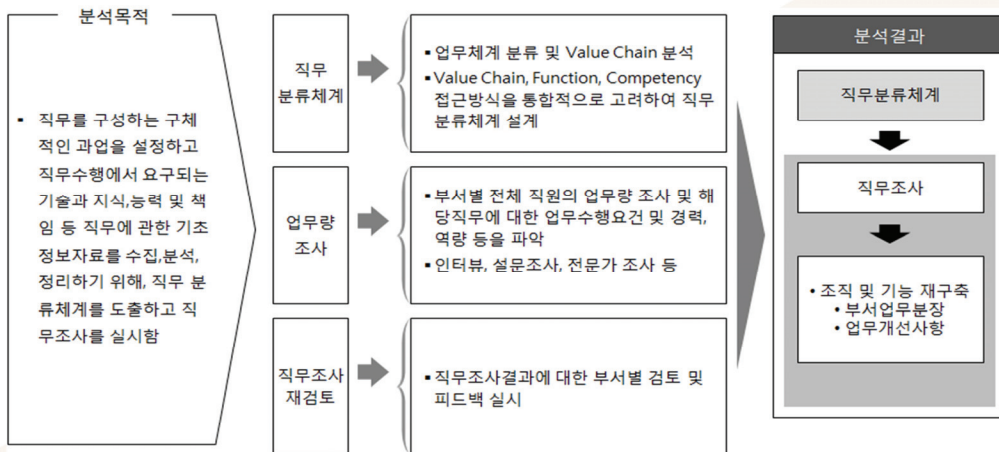 분석목적
▪ 직무를 구성하는 구체
적인 과업을 설정하고
직무수행에서 요구되는
기술과 지식,능력 및 책
임 등 직무에 관한 기초
정보자료를 수집,분석,
정리하기 위해, 직무 분
류체계를 도출하고 직
무조사를 실시함
직무
분류체계
▪ 업무체계 분류 및 Value Chain 분석
▪ Value Chain, Function, Competency
접근방식을 통합적으로 고려하여 직무
분류체계 설계
업무량
조사
▪ 부서별 전체 직원의 업무량 조사 및 해
당직무에 대한 업무수행요건 및 경력,
역량 등을 파악
▪ 인터뷰, 설문조사, 전문가 조사 등
직무조사
재검토
▪ 직무조사결과에 대한 부서별 검토 및
피드백 실시
분석결과
직무분류체계
직무조사
• 조직 및 기능 재구축
• 부서업무분장
• 업무개선사항